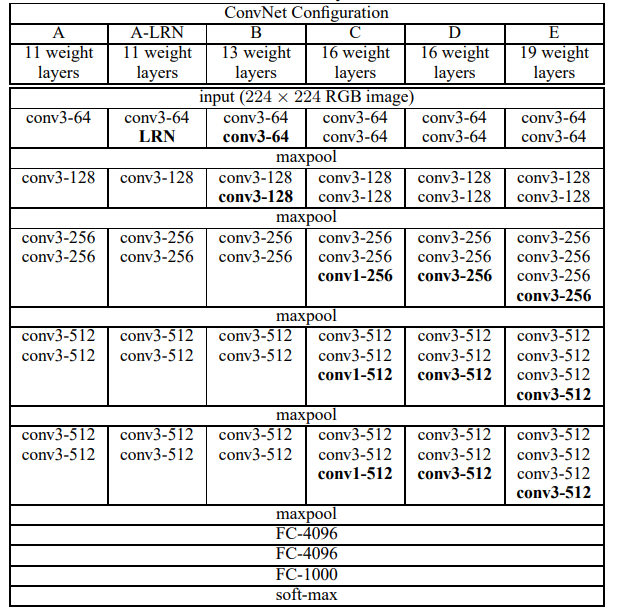 ConvNet Configuration
A A-LRN B C D E
11 weight 11 weight 13 weight 16 weight 16 weight 19 weight
layers layers layers layers layers layers
input (224 × 224 RGB image)
conv3-64 conv3-64 conv3-64 conv3-64 conv3-64 conv3-64
LRN conv3-64 conv3-64 conv3-64 conv3-64
maxpool
conv3-128 conv3-128 conv3-128 conv3-128 conv3-128 conv3-128
conv3-128 conv3-128 conv3-128 conv3-128
maxpool
conv3-256 conv3-256 conv3-256 conv3-256 conv3-256 conv3-256
conv3-256 conv3-256 conv3-256 conv3-256 conv3-256 conv3-256
conv1-256 conv3-256 conv3-256
conv3-256
maxpool
conv3-512 conv3-512 conv3-512 conv3-512 conv3-512 conv3-512
conv3-512 conv3-512 conv3-512 conv3-512 conv3-512 conv3-512
conv1-512 conv3-512 conv3-512
conv3-512
maxpool
conv3-512 conv3-512 conv3-512 conv3-512 conv3-512 conv3-512
conv3-512 conv3-512 conv3-512 conv3-512 conv3-512 conv3-512
conv1-512 conv3-512 conv3-512
conv3-512
maxpool
FC-4096
FC-4096
FC-1000
soft-max